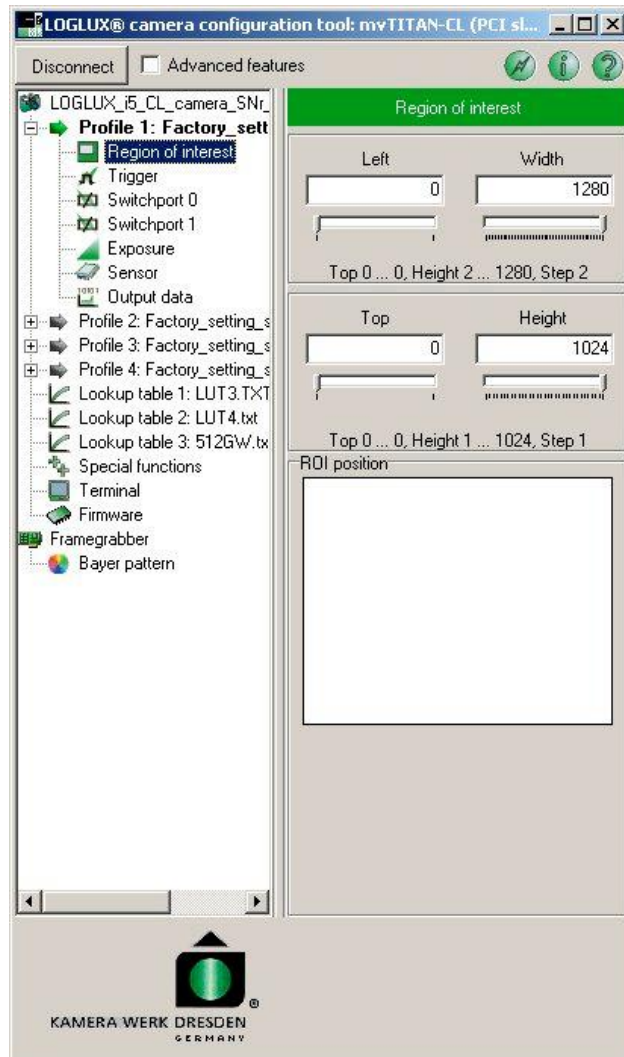 LOGLUX® camera configuration tool: mvTITAN-CL (PCI sl...
Disconnect
Advanced features
LOGLUX_i5_CL_camera_SNr_
Profile 1: Factory_sett
Region of interest
Trigger
Switchport 0
Switchport 1
Exposure
Sensor
Output data
Profile 2: Factory_setting_s
Profile 3: Factory_setting_s
Profile 4: Factory_setting_s
Lookup table 1: LUT3.TXT
Lookup table 2: LUT4.txt
Lookup table 3: 512GW.tx
Special functions
Terminal
Firmware
Framegrabber
Bayer pattern
Region of interest
Left Width
0 1280
Top 0 ... 0, Height 2 ... 1280, Step 2
Top Height
0 1024
Top 0 ... 0, Height 1 ... 1024, Step 1
ROI position
KAMERA WERK DRESDEN ®
GERMANY